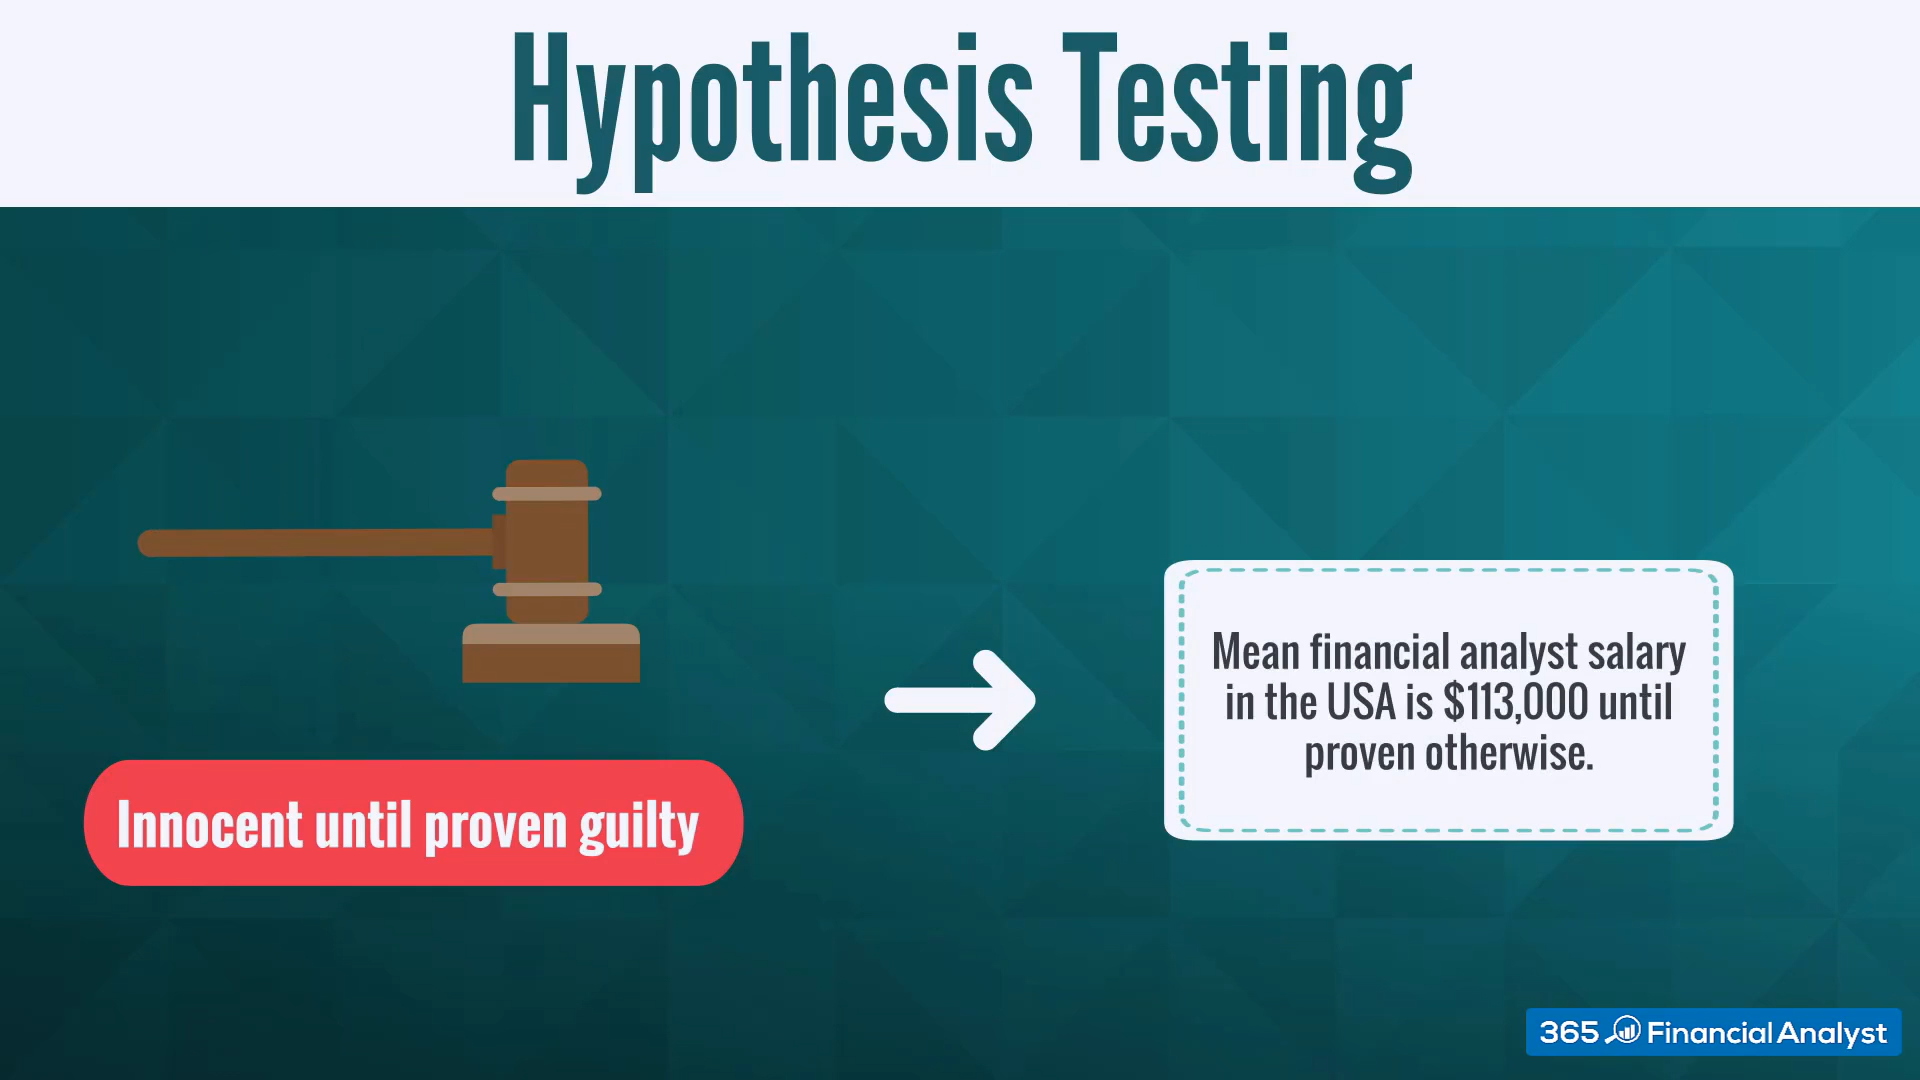 Hypothesis Testing
Innocent until proven guilty
Mean financial analyst salary
in the USA is $113,000 until
proven otherwise.
365 Financial Analyst